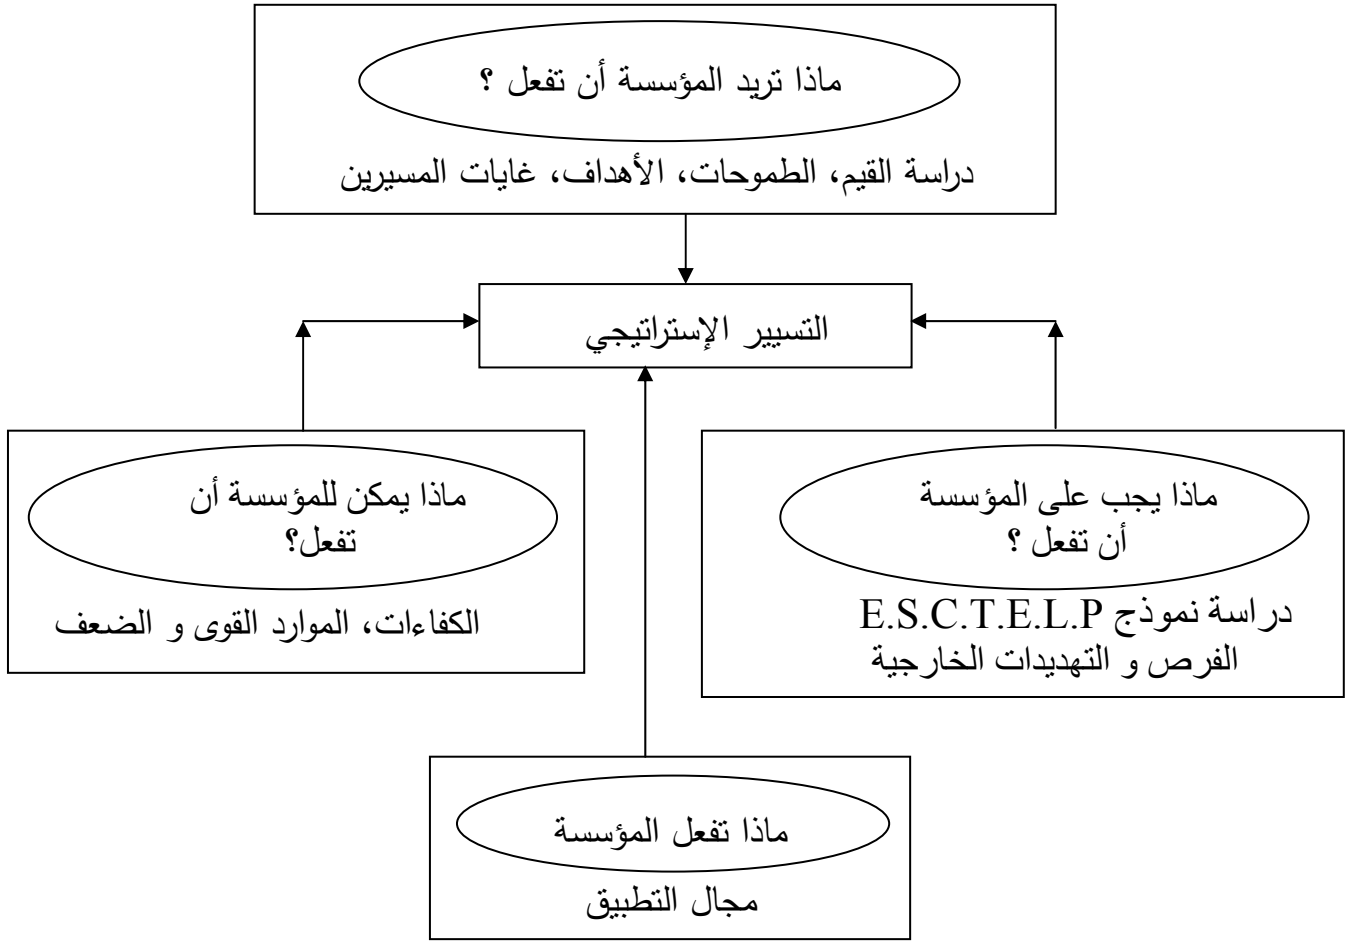 ماذا تريد المؤسسة أن تفعل ؟
دراسة القيم، الطموحات، الأهداف، غايات المسيرين
التسيير الإستراتيجي
ماذا يجب على المؤسسة
أن تفعل ؟
دراسة نموذج E.S.C.T.E.L.P
الفرص و التهديدات الخارجية
ماذا يمكن للمؤسسة أن
تفعل؟
الكفاءات، الموارد القوى و الضعف
ماذا تفعل المؤسسة
مجال التطبيق